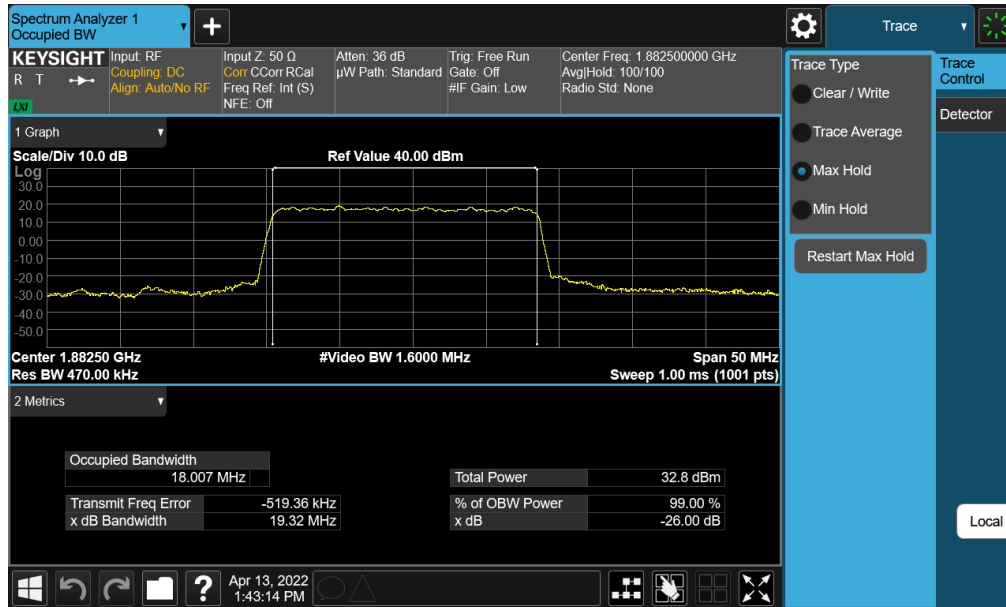 Spectrum Analyzer 1
Occupied BW
+
Trace
KEYSIGHT
R T
LXI
Input: RF
Coupling: DC
Align: Auto/No RF
Input Z: 50 Ω
Corr CCorr RCal
Freq Ref: Int (S)
NFE: Off
Atten: 36 dB
µW Path: Standard
Trig: Free Run
Gate: Off
#IF Gain: Low
Center Freq: 1.882500000 GHz
Avg|Hold: 100/100
Radio Std: None
1 Graph
Scale/Div 10.0 dB
Ref Value 40.00 dBm
Log
30.0
20.0
10.0
0.00
-10.0
-20.0
-30.0
-40.0
-50.0
Center 1.88250 GHz
#Video BW 1.6000 MHz
Span 50 MHz
Res BW 470.00 kHz
Sweep 1.00 ms (1001 pts)
2 Metrics
Occupied Bandwidth
18.007 MHz
Total Power 32.8 dBm
Transmit Freq Error -519.36 kHz
% of OBW Power 99.00 %
x dB Bandwidth 19.32 MHz
x dB -26.00 dB
?
Apr 13, 2022
1:43:14 PM
Trace Type
Clear / Write
Trace Average
Max Hold
Min Hold
Restart Max Hold
Trace
Control
Detector
Local